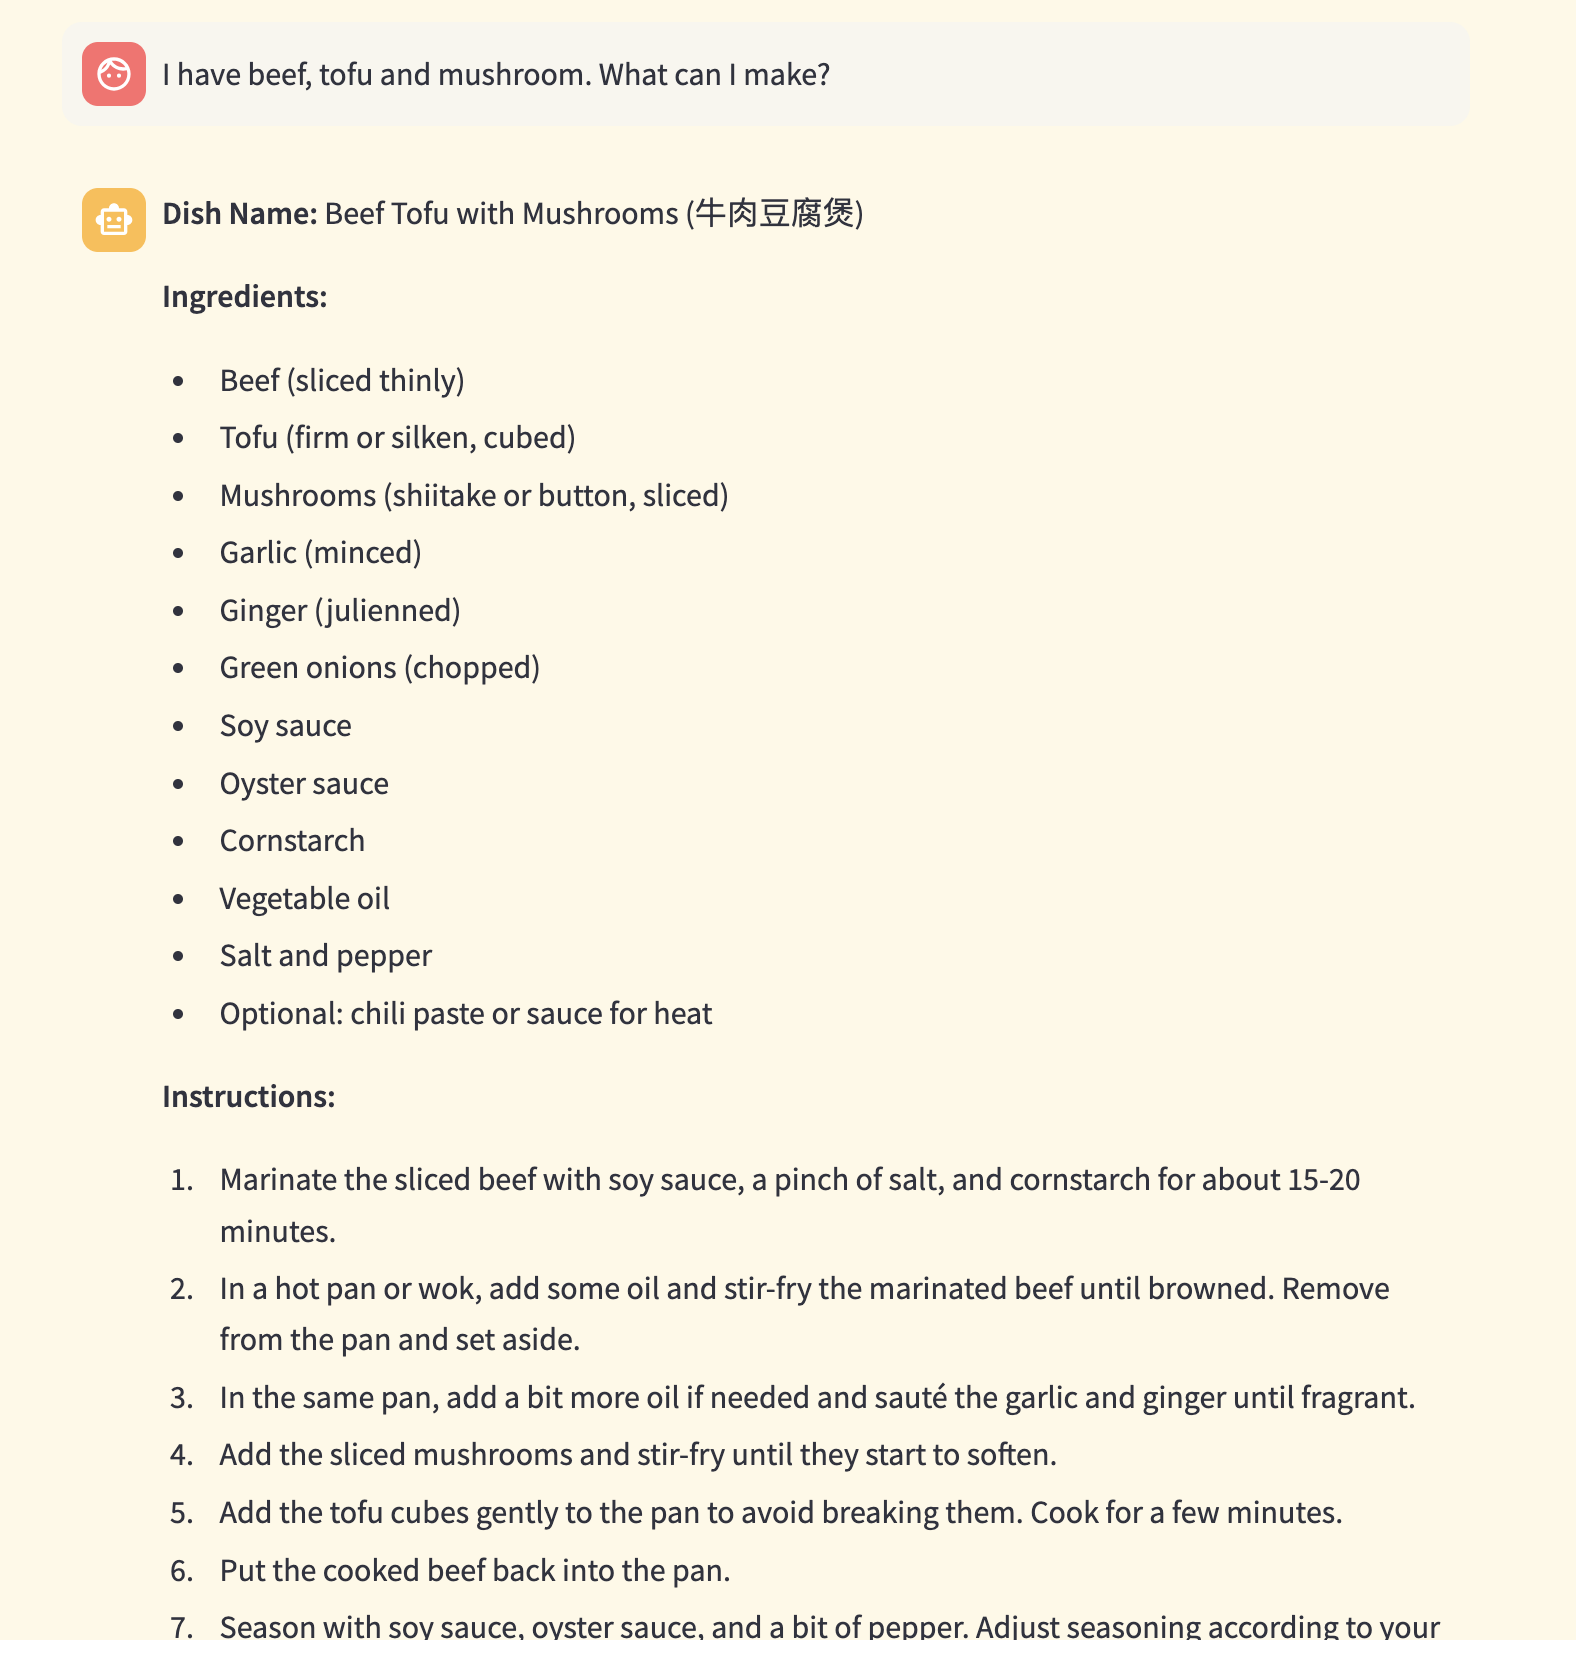 I have beef, tofu and mushroom. What can I make?
Dish Name: Beef Tofu with Mushrooms (牛肉豆腐煲)
Ingredients:
• Beef (sliced thinly)
• Tofu (firm or silken, cubed)
• Mushrooms (shiitake or button, sliced)
• Garlic (minced)
• Ginger (julienned)
• Green onions (chopped)
• Soy sauce
• Oyster sauce
• Cornstarch
• Vegetable oil
• Salt and pepper
• Optional: chili paste or sauce for heat
Instructions:
1. Marinate the sliced beef with soy sauce, a pinch of salt, and cornstarch for about 15-20
minutes.
2. In a hot pan or wok, add some oil and stir-fry the marinated beef until browned. Remove
from the pan and set aside.
3. In the same pan, add a bit more oil if needed and sauté the garlic and ginger until fragrant.
4. Add the sliced mushrooms and stir-fry until they start to soften.
5. Add the tofu cubes gently to the pan to avoid breaking them. Cook for a few minutes.
6. Put the cooked beef back into the pan.
7. Season with soy sauce, oyster sauce, and a bit of pepper. Adjust seasoning according to your